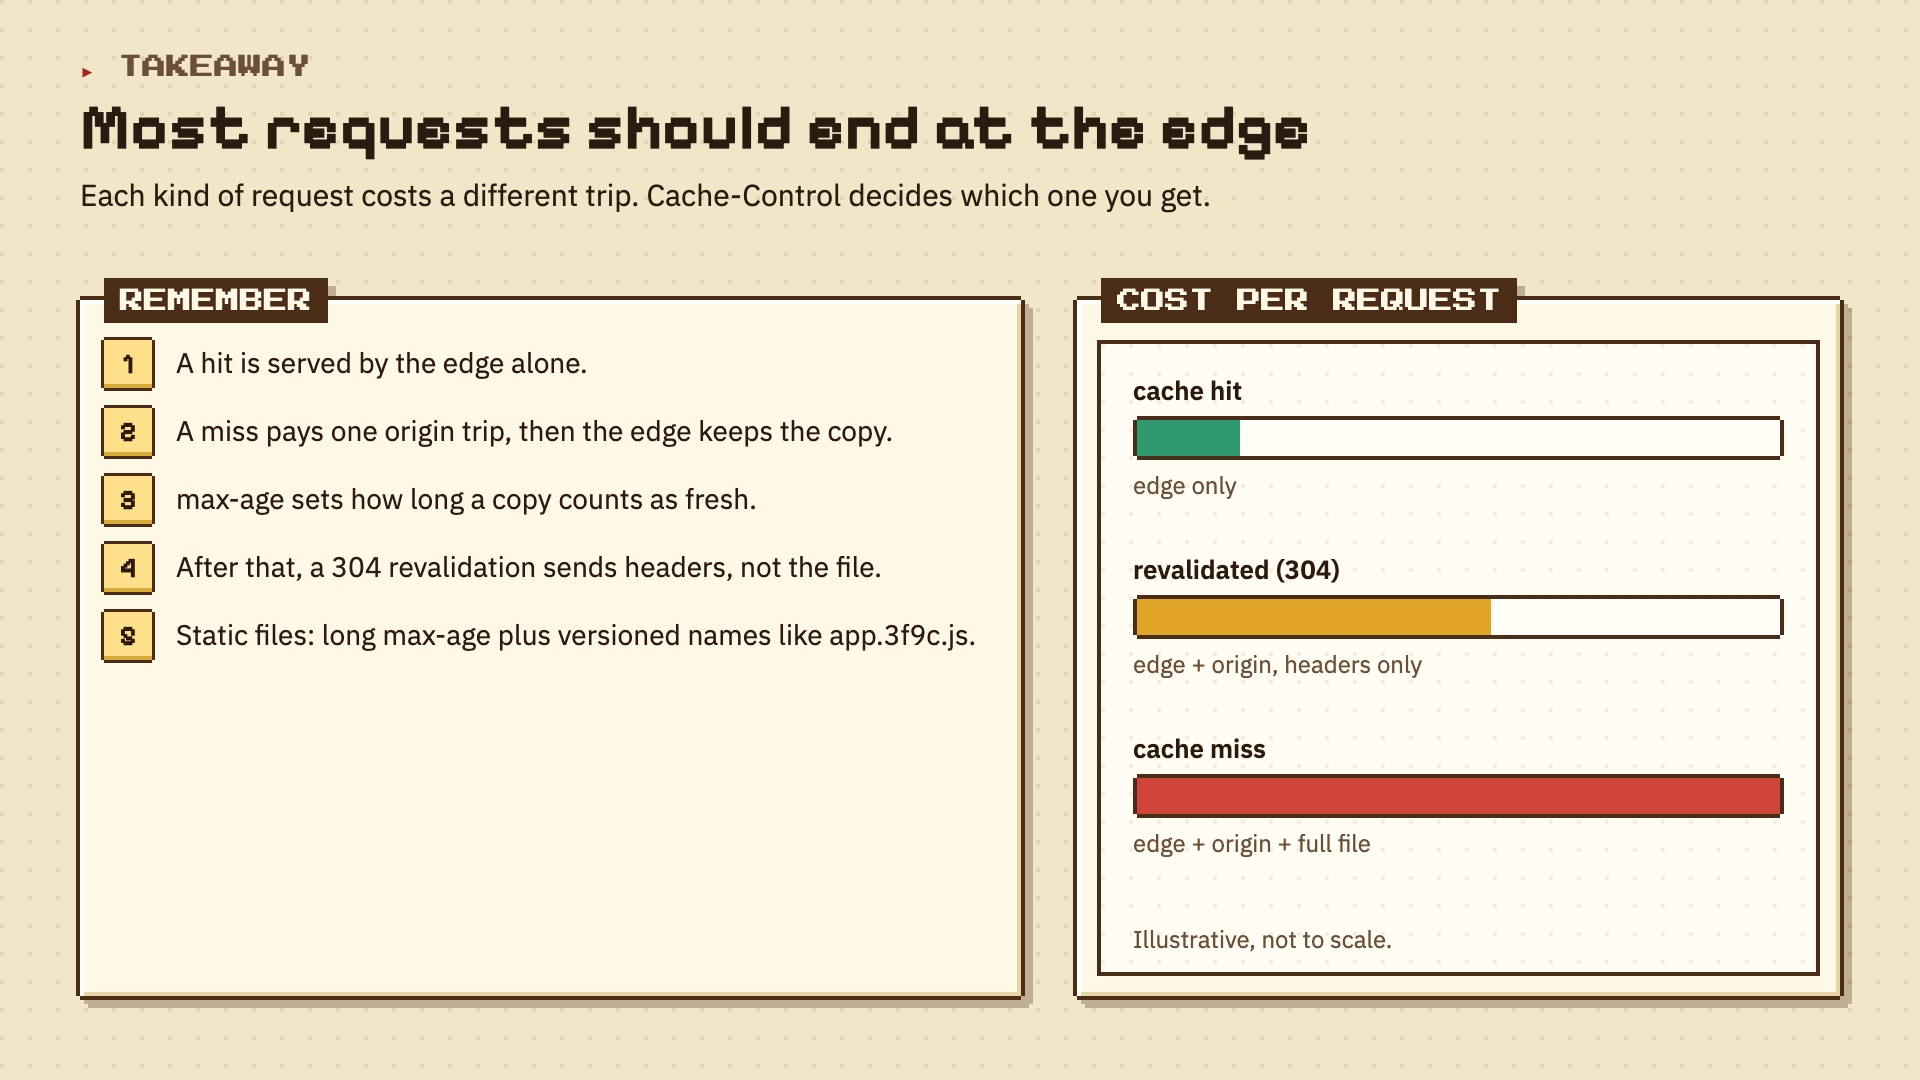 TAKEAWAY
Most requests should end at the edge
Each kind of request costs a different trip. Cache-Control decides which one you get.
REMEMBER
1 A hit is served by the edge alone.
2 A miss pays one origin trip, then the edge keeps the copy.
3 max-age sets how long a copy counts as fresh.
4 After that, a 304 revalidation sends headers, not the file.
5 Static files: long max-age plus versioned names like app.3f9c.js.
COST PER REQUEST
cache hit
edge only
revalidated (304)
edge + origin, headers only
cache miss
edge + origin + full file
Illustrative, not to scale.